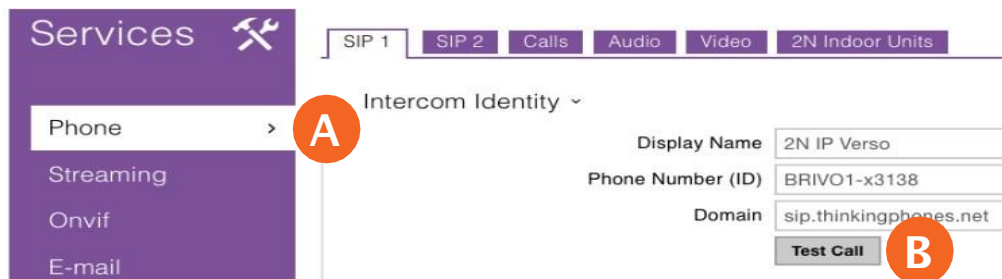 Services
SIP 1 SIP 2 Calls Audio Video 2N Indoor Units
Intercom Identity
Phone
A
Display Name 2N IP Verso
Streaming
Phone Number (ID) BRIVO1-x3138
Onvif
Domain sip.thinkingphones.net
Test Call
B
E-mail